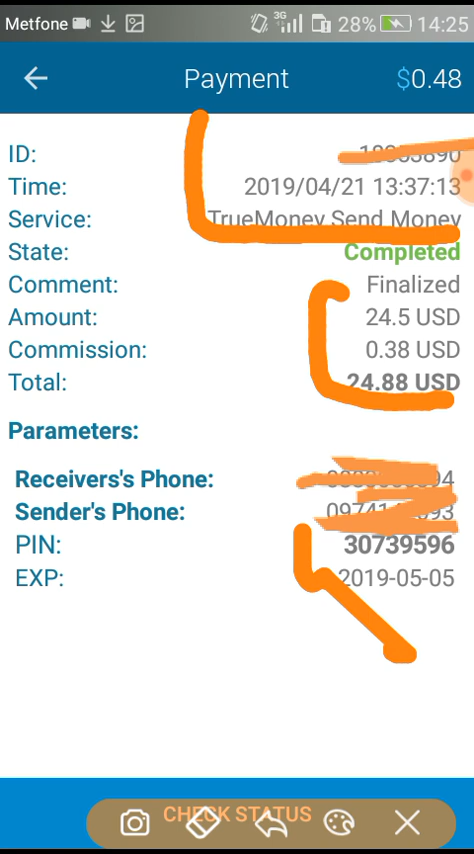 Metfone 3G 28% 14:25
Payment $0.48
ID:
Time: 2019/04/21 13:37:13
Service: TrueMoney Send Money
State: Completed
Comment: Finalized
Amount: 24.5 USD
Commission: 0.38 USD
Total: 24.88 USD
Parameters:
Receivers's Phone:
Sender's Phone:
PIN: 30739596
EXP: 2019-05-05
CHECK STATUS